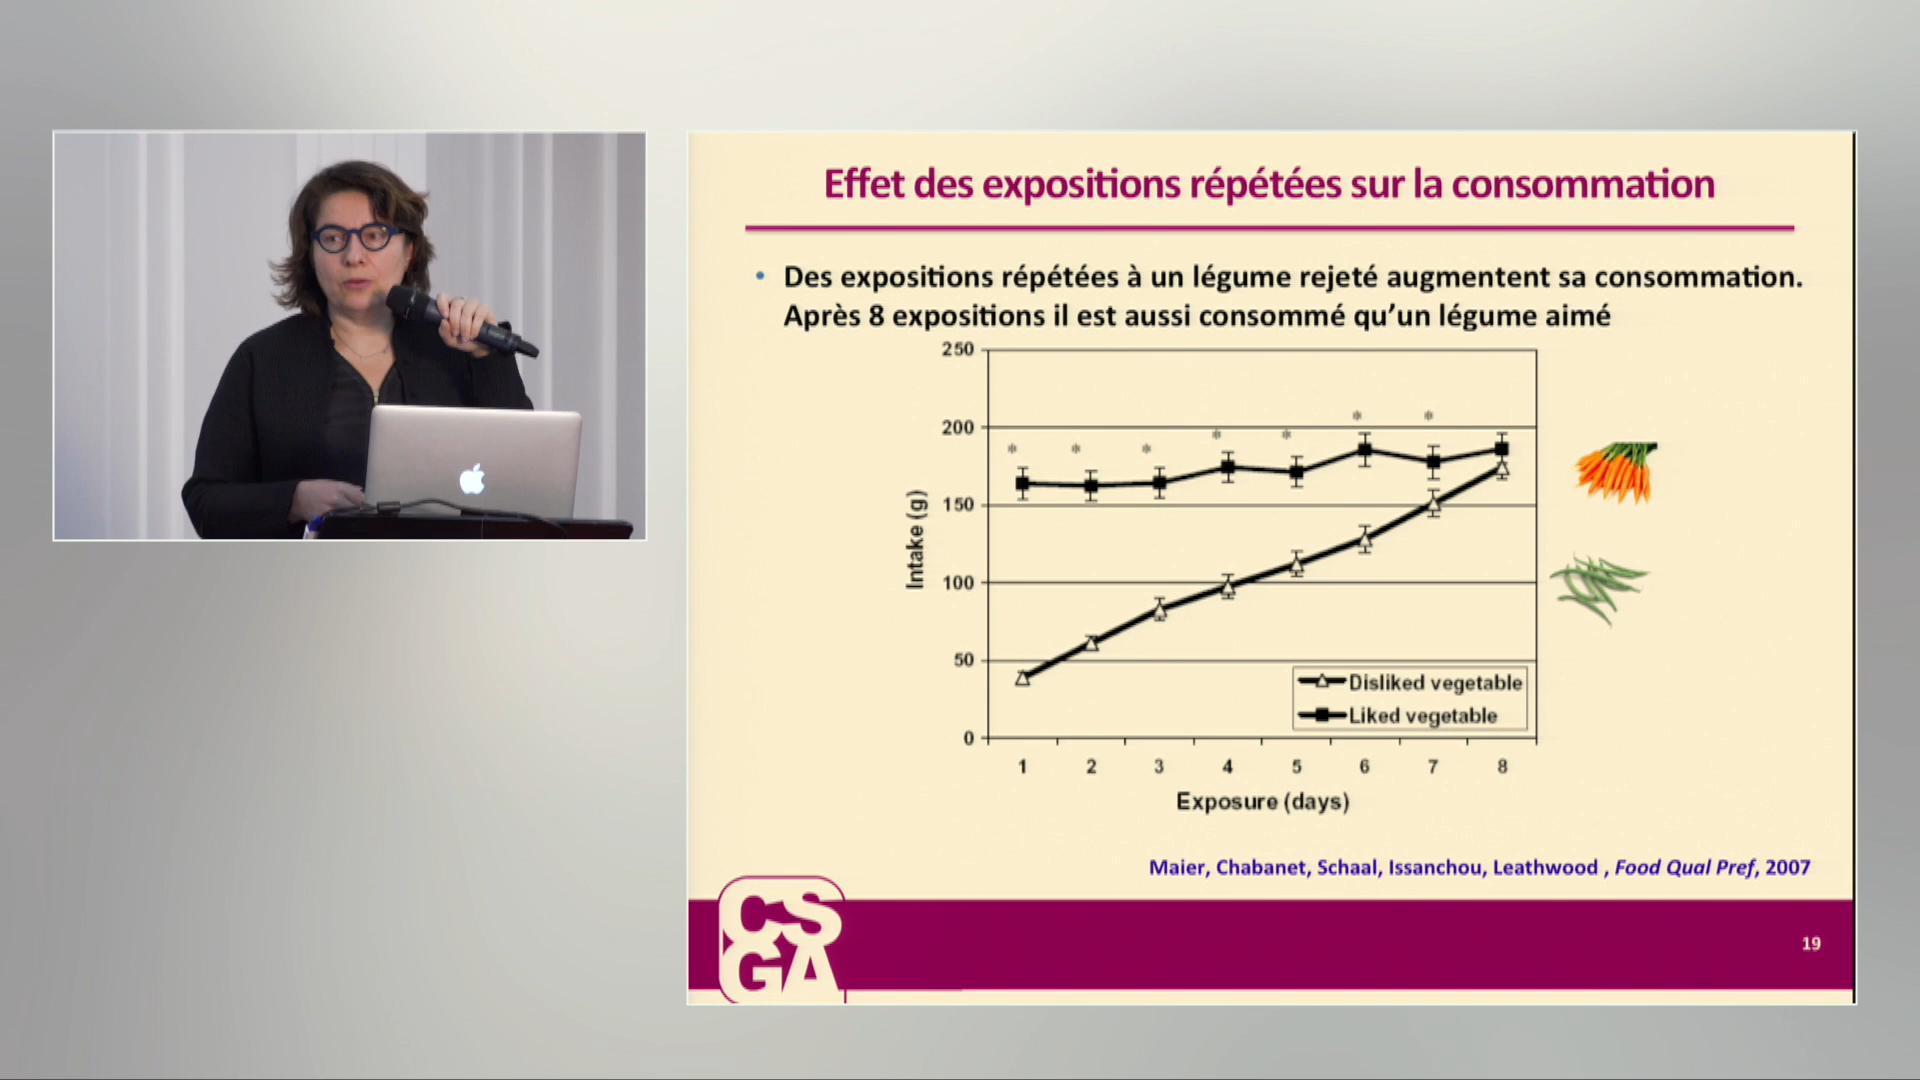 Effet des expositions répétées sur la consommation
• Des expositions répétées à un légume rejeté augmentent sa consommation.
Après 8 expositions il est aussi consommé qu'un légume aimé
250
200
150
100
50
0
Intake (g)
* * * * * * *
Disliked vegetable
Liked vegetable
1 2 3 4 5 6 7 8
Exposure (days)
Maier, Chabanet, Schaal, Issanchou, Leathwood , Food Qual Pref, 2007
CS
GA
19